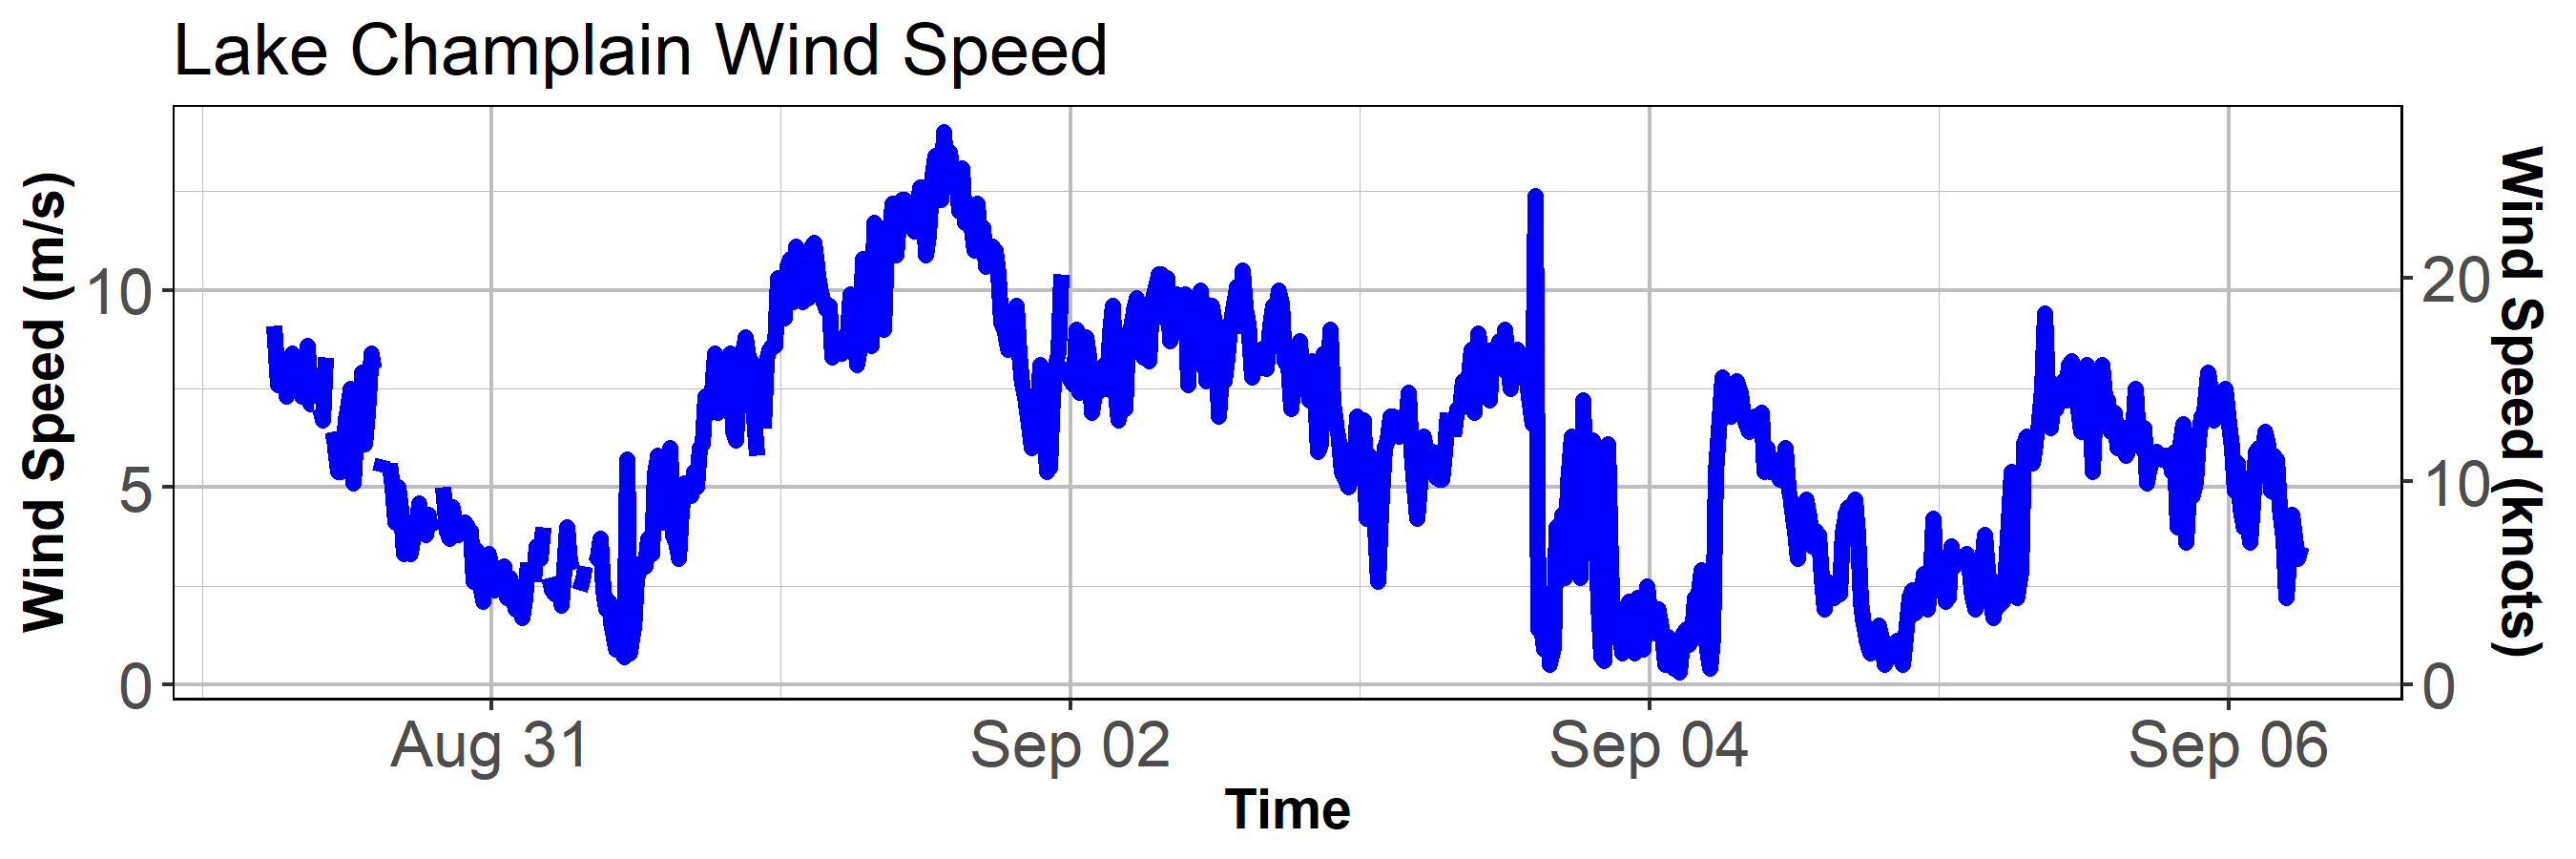 Lake Champlain Wind Speed
Wind Speed (m/s)
10
5
0
20
10
0
Wind Speed (knots)
Aug 31
Sep 02
Sep 04
Sep 06
Time